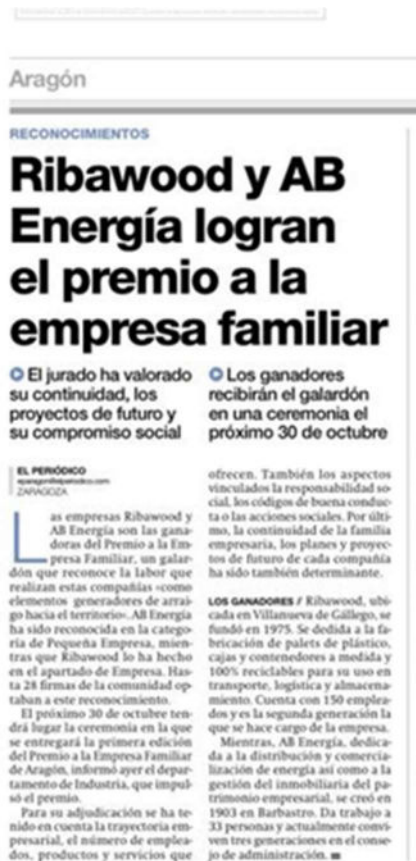 Aragón
RECONOCIMIENTOS
Ribawood y AB
Energía logran
el premio a la
empresa familiar
El jurado ha valorado
su continuidad, los
proyectos de futuro y
su compromiso social
Los ganadores
recibirán el galardón
en una ceremonia el
próximo 30 de octubre
EL PERIÓDICO
eparagon@elperiodico.com
ZARAGOZA
Las empresas Ribawood y
AB Energía son las gana-
doras del Premio a la Em-
presa Familiar, un galar-
dón que reconoce la labor que
realizan estas compañías «como
elementos generadores de arrai-
go hacia el territorio». AB Energía
ha sido reconocida en la catego-
ría de Pequeña Empresa, mien-
tras que Ribawood lo ha hecho
en el apartado de Empresa. Has-
ta 28 firmas de la comunidad op-
taban a este reconocimiento.
El próximo 30 de octubre ten-
drá lugar la ceremonia en la que
se entregará la primera edición
del Premio a la Empresa Familiar
de Aragón, informó ayer el depar-
tamento de Industria, que impul-
só el premio.
Para su adjudicación se ha te-
nido en cuenta la trayectoria em-
presarial, el número de emplea-
dos, productos y servicios que
ofrecen. También los aspectos
vinculados la responsabilidad so-
cial, los códigos de buena conduc-
ta o las acciones sociales. Por últi-
mo, la continuidad de la familia
empresaria, los planes y proyec-
tos de futuro de cada compañía
ha sido también determinante.
LOS GANADORES / Ribawood, ubi-
cada en Villanueva de Gállego, se
fundó en 1975. Se dedida a la fa-
bricación de palets de plástico,
cajas y contenedores a medida y
100% reciclables para su uso en
transporte, logística y almacena-
miento. Cuenta con 150 emplea-
dos y es la segunda generación la
que se hace cargo de la empresa.
Mientras, AB Energía, dedica-
da a la distribución y comercia-
lización de energía así como a la
gestión del inmobiliaria del pa-
trimonio empresarial, se creó en
1903 en Barbastro. Da trabajo a
33 personas y actualmente convi-
ven tres generaciones en el conse-
jo de administración.